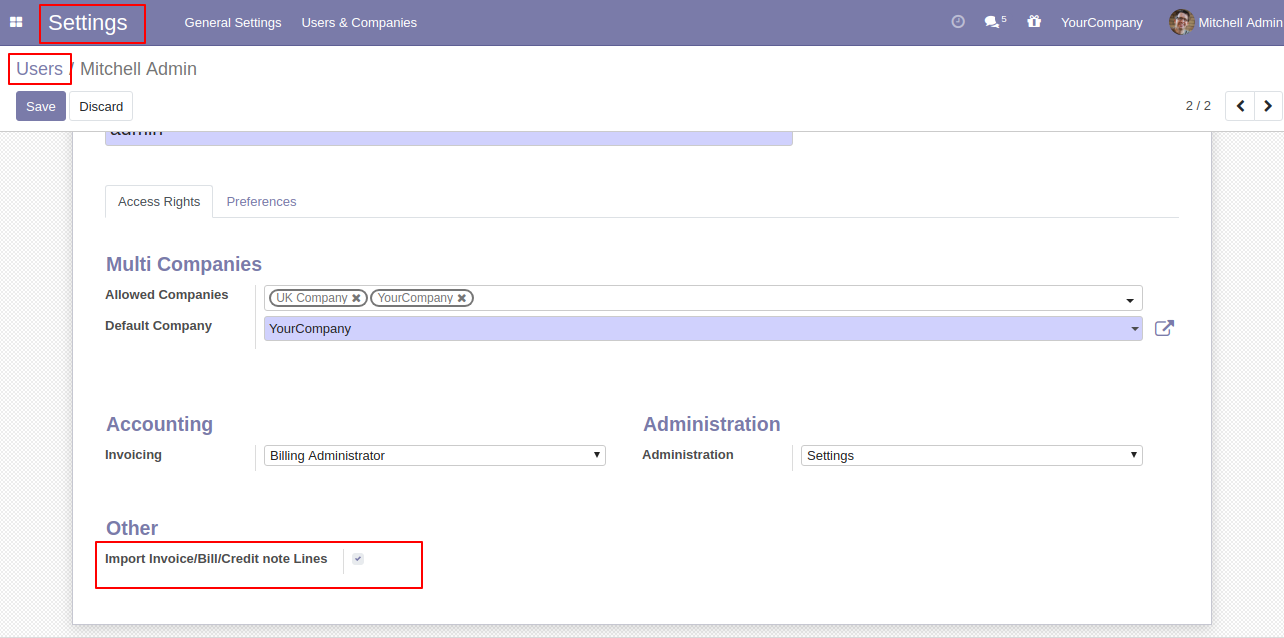 Settings General Settings Users & Companies 5 YourCompany Mitchell Admin
Users / Mitchell Admin
Save Discard 2 / 2
admin
Access Rights Preferences
Multi Companies
Allowed Companies UK Company YourCompany
Default Company YourCompany
Accounting Administration
Invoicing Billing Administrator Administration Settings
Other
Import Invoice/Bill/Credit note Lines